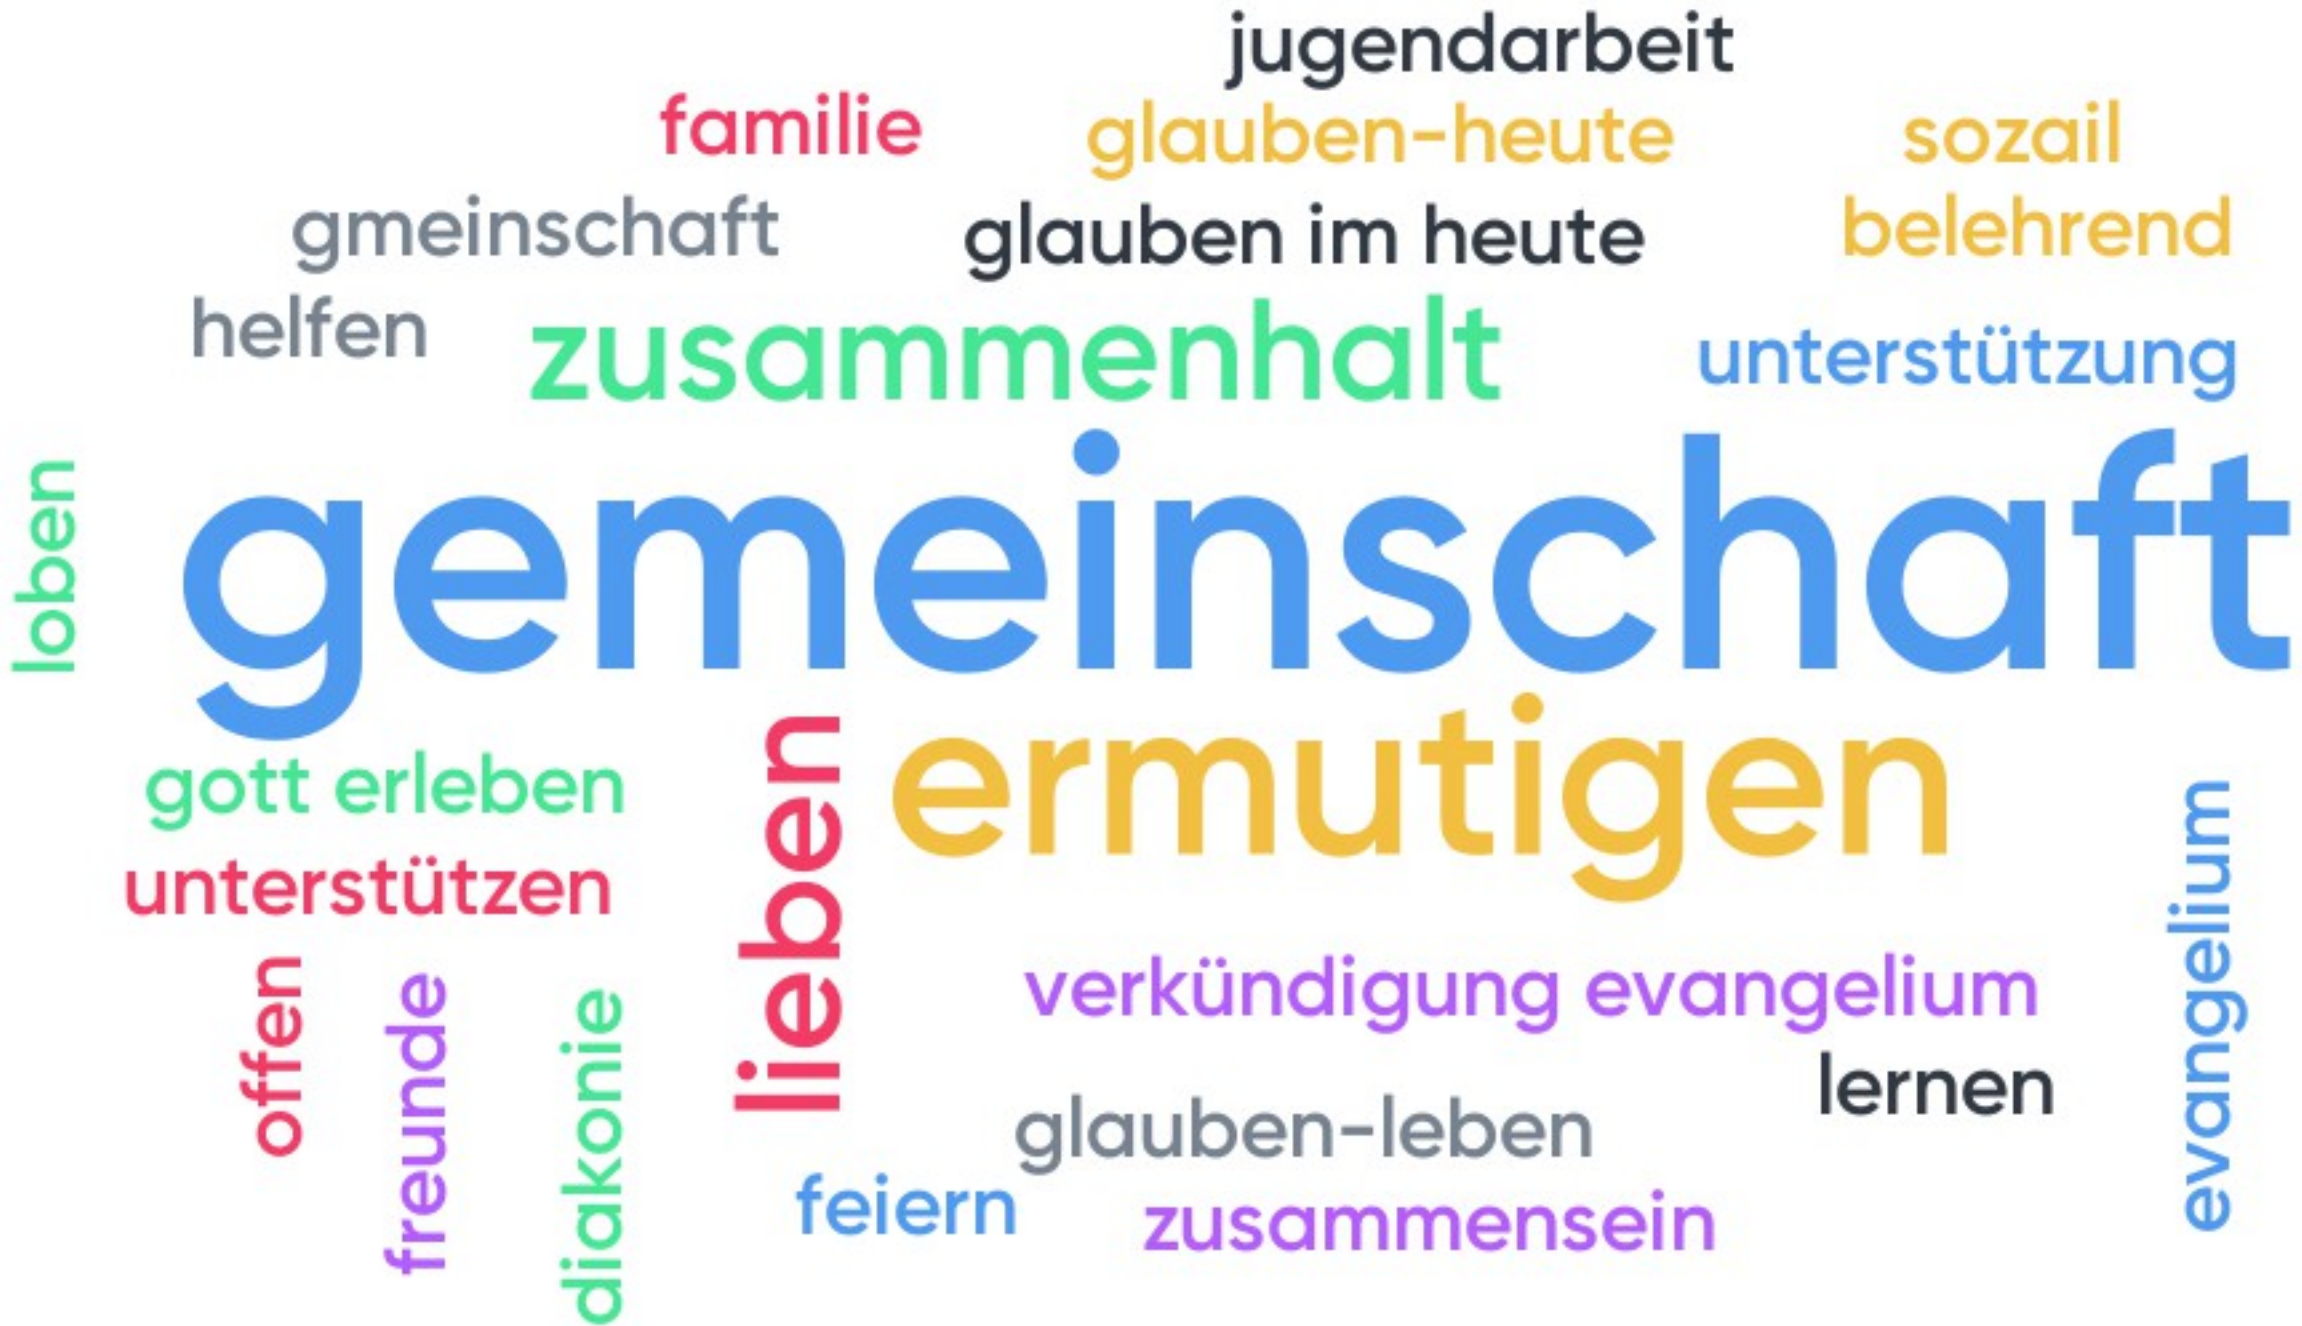 jugendarbeit
familie
glauben-heute
sozail
gmeinschaft
glauben im heute
belehrend
helfen
zusammenhalt
unterstützung
loben
gemeinschaft
gott erleben
lieben
ermutigen
unterstützen
evangelium
offen
freunde
diakonie
verkündigung evangelium
lernen
glauben-leben
feiern
zusammensein